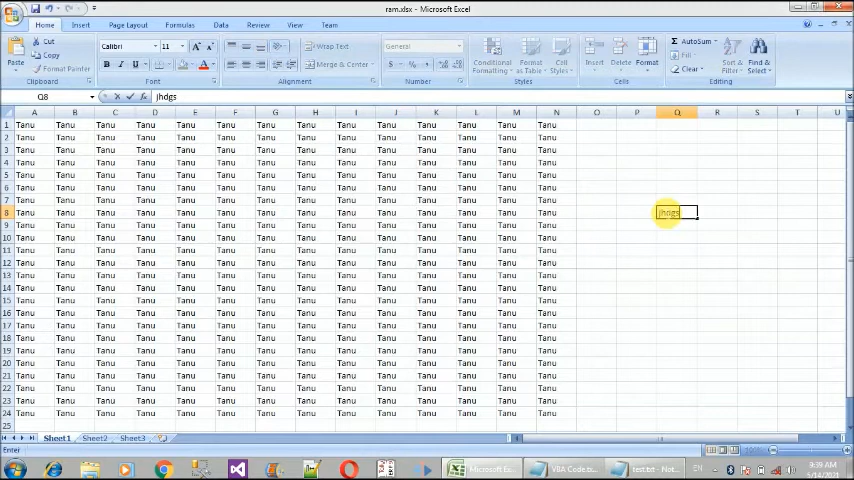 ram.xlsx - Microsoft Excel
Home Insert Page Layout Formulas Data Review View Team
Cut AutoSum
Copy Calibri 11 Wrap Text General Fill
Paste Format Painter B I U Merge & Center $ % , Conditional Formatting Format as Table Cell Styles Insert Delete Format Clear Sort & Filter Find & Select
Clipboard Font Alignment Number Styles Cells Editing
Q8 jhdgs
A B C D E F G H I J K L M N O P Q R S T U
1 Tanu Tanu Tanu Tanu Tanu Tanu Tanu Tanu Tanu Tanu Tanu Tanu Tanu Tanu
2 Tanu Tanu Tanu Tanu Tanu Tanu Tanu Tanu Tanu Tanu Tanu Tanu Tanu Tanu
3 Tanu Tanu Tanu Tanu Tanu Tanu Tanu Tanu Tanu Tanu Tanu Tanu Tanu Tanu
4 Tanu Tanu Tanu Tanu Tanu Tanu Tanu Tanu Tanu Tanu Tanu Tanu Tanu Tanu
5 Tanu Tanu Tanu Tanu Tanu Tanu Tanu Tanu Tanu Tanu Tanu Tanu Tanu Tanu
6 Tanu Tanu Tanu Tanu Tanu Tanu Tanu Tanu Tanu Tanu Tanu Tanu Tanu Tanu
7 Tanu Tanu Tanu Tanu Tanu Tanu Tanu Tanu Tanu Tanu Tanu Tanu Tanu Tanu
8 Tanu Tanu Tanu Tanu Tanu Tanu Tanu Tanu Tanu Tanu Tanu Tanu Tanu Tanu jhdgs
9 Tanu Tanu Tanu Tanu Tanu Tanu Tanu Tanu Tanu Tanu Tanu Tanu Tanu Tanu
10 Tanu Tanu Tanu Tanu Tanu Tanu Tanu Tanu Tanu Tanu Tanu Tanu Tanu Tanu
11 Tanu Tanu Tanu Tanu Tanu Tanu Tanu Tanu Tanu Tanu Tanu Tanu Tanu Tanu
12 Tanu Tanu Tanu Tanu Tanu Tanu Tanu Tanu Tanu Tanu Tanu Tanu Tanu Tanu
13 Tanu Tanu Tanu Tanu Tanu Tanu Tanu Tanu Tanu Tanu Tanu Tanu Tanu Tanu
14 Tanu Tanu Tanu Tanu Tanu Tanu Tanu Tanu Tanu Tanu Tanu Tanu Tanu Tanu
15 Tanu Tanu Tanu Tanu Tanu Tanu Tanu Tanu Tanu Tanu Tanu Tanu Tanu Tanu
16 Tanu Tanu Tanu Tanu Tanu Tanu Tanu Tanu Tanu Tanu Tanu Tanu Tanu Tanu
17 Tanu Tanu Tanu Tanu Tanu Tanu Tanu Tanu Tanu Tanu Tanu Tanu Tanu Tanu
18 Tanu Tanu Tanu Tanu Tanu Tanu Tanu Tanu Tanu Tanu Tanu Tanu Tanu Tanu
19 Tanu Tanu Tanu Tanu Tanu Tanu Tanu Tanu Tanu Tanu Tanu Tanu Tanu Tanu
20 Tanu Tanu Tanu Tanu Tanu Tanu Tanu Tanu Tanu Tanu Tanu Tanu Tanu Tanu
21 Tanu Tanu Tanu Tanu Tanu Tanu Tanu Tanu Tanu Tanu Tanu Tanu Tanu Tanu
22 Tanu Tanu Tanu Tanu Tanu Tanu Tanu Tanu Tanu Tanu Tanu Tanu Tanu Tanu
23 Tanu Tanu Tanu Tanu Tanu Tanu Tanu Tanu Tanu Tanu Tanu Tanu Tanu Tanu
24 Tanu Tanu Tanu Tanu Tanu Tanu Tanu Tanu Tanu Tanu Tanu Tanu Tanu Tanu
25
Sheet1 Sheet2 Sheet3
Enter
Microsoft Ex... VBA Code.tx... test.txt - Not... EN 9:39 AM
5/14/2021